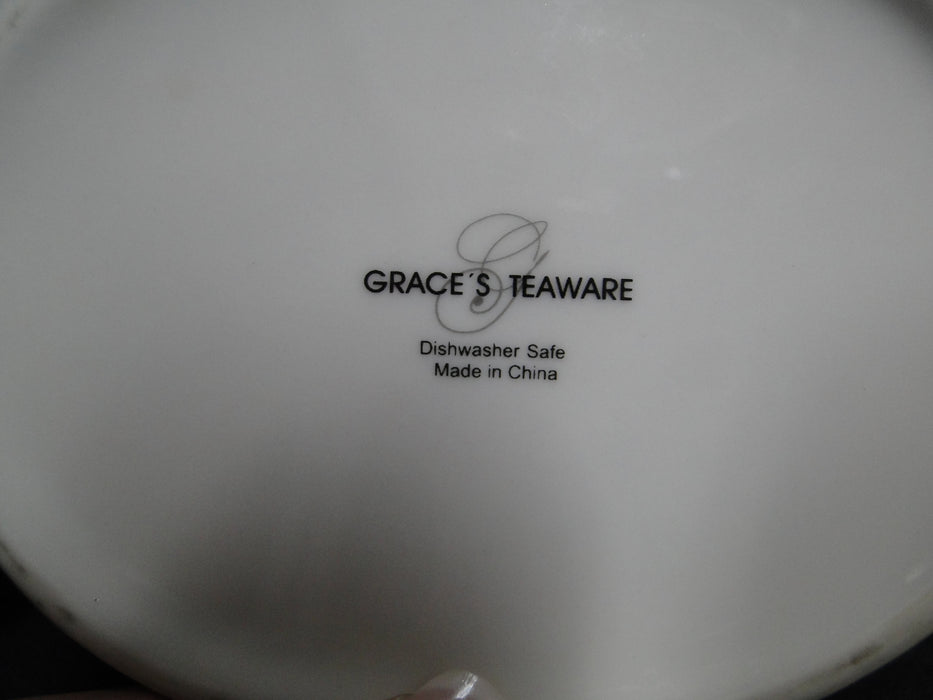 G
GRACE´S TEAWARE
Dishwasher Safe
Made in China